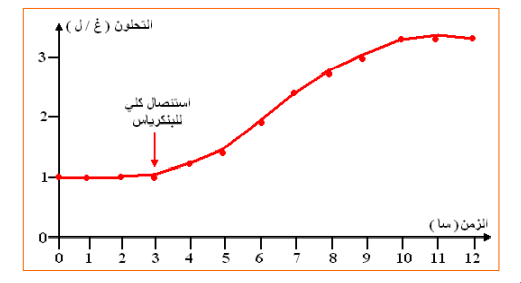 التحلون ( غ / ل )
3
استئصال كلي
للبنكرياس
2
1
0
الزمن ( سا )
0 1 2 3 4 5 6 7 8 9 10 11 12